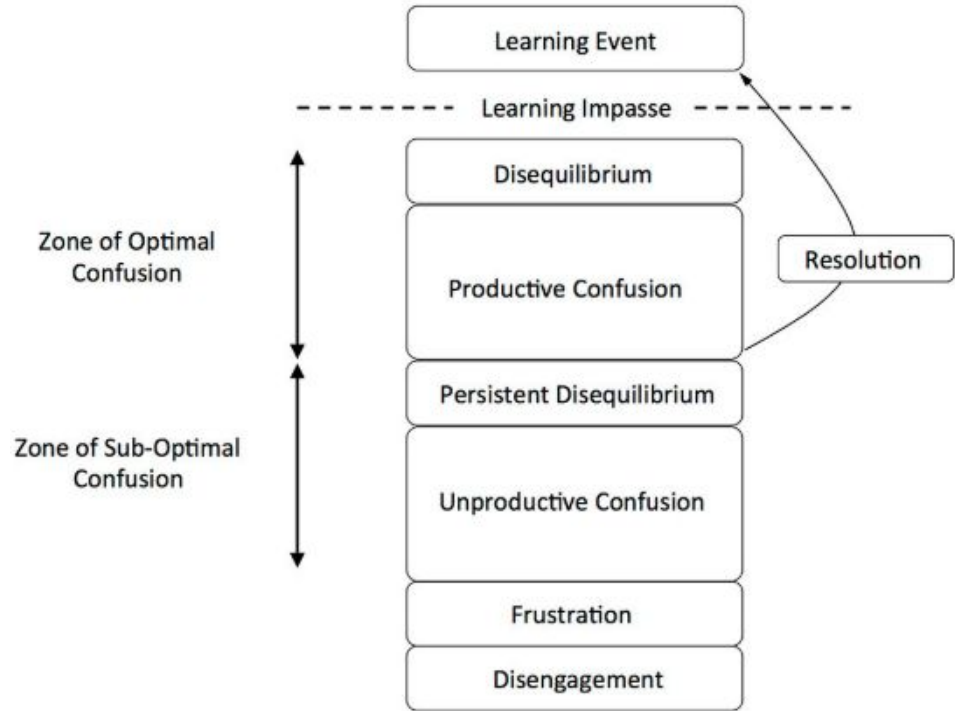 Learning Event
Learning Impasse
Disequilibrium
Zone of Optimal
Confusion
Productive Confusion
Resolution
Persistent Disequilibrium
Zone of Sub-Optimal
Confusion
Unproductive Confusion
Frustration
Disengagement